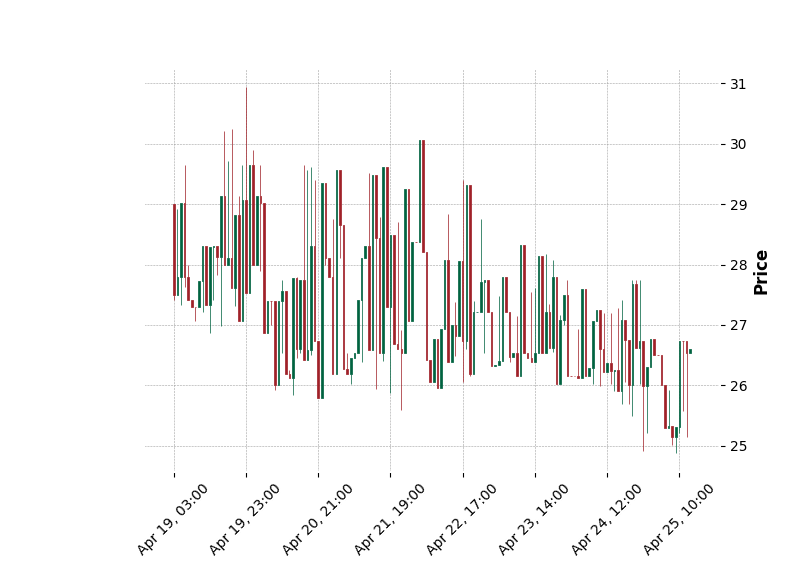 31
30
29
28
27
26
25
Price
Apr 19, 03:00
Apr 19, 23:00
Apr 20, 21:00
Apr 21, 19:00
Apr 22, 17:00
Apr 23, 14:00
Apr 24, 12:00
Apr 25, 10:00